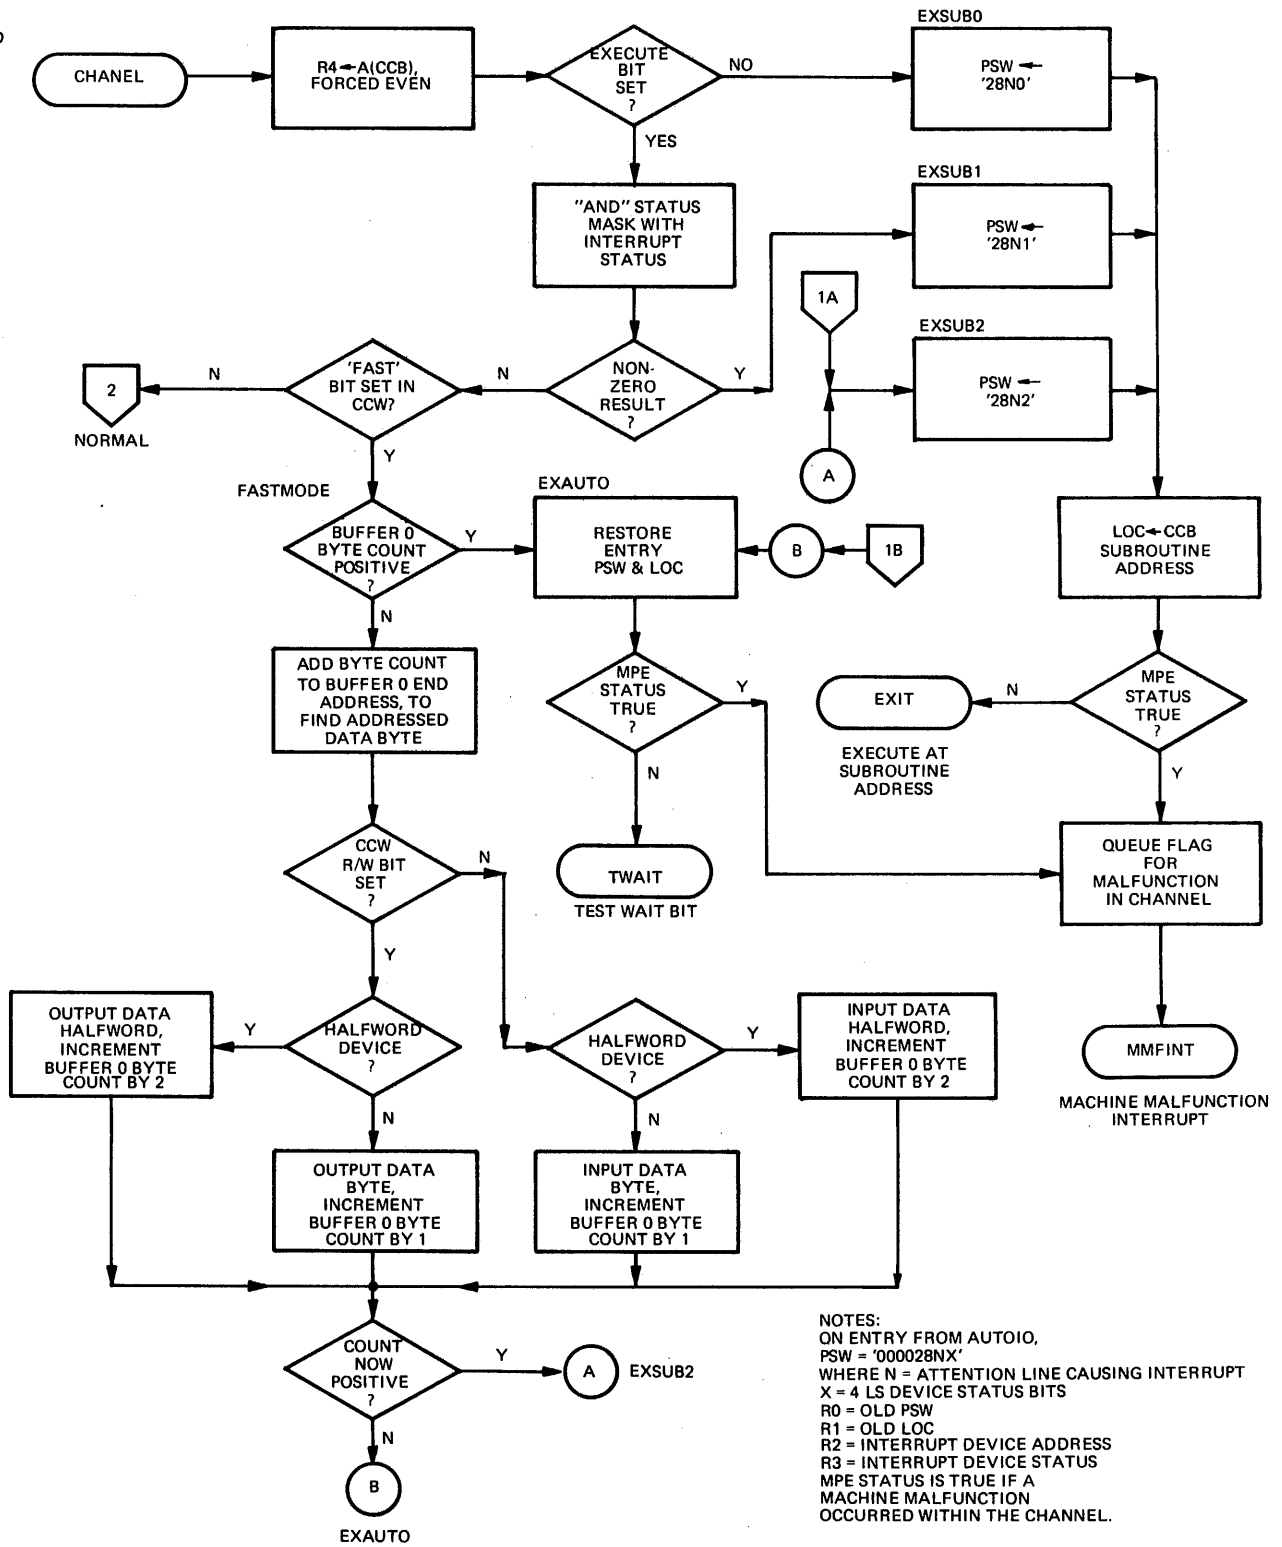 CHANEL
R4←A(CCB),
FORCED EVEN
EXECUTE
BIT
SET
?
NO
YES
EXSUB0
PSW ←
'28N0'
"AND" STATUS
MASK WITH
INTERRUPT
STATUS
EXSUB1
PSW ←
'28N1'
1A
EXSUB2
PSW ←
'28N2'
A
NON-
ZERO
RESULT
?
Y
N
'FAST'
BIT SET IN
CCW?
N
2
NORMAL
Y
FASTMODE
BUFFER 0
BYTE COUNT
POSITIVE
?
Y
N
EXAUTO
RESTORE
ENTRY
PSW & LOC
B
1B
LOC←CCB
SUBROUTINE
ADDRESS
ADD BYTE COUNT
TO BUFFER 0 END
ADDRESS, TO
FIND ADDRESSED
DATA BYTE
MPE
STATUS
TRUE
?
Y
N
EXIT
EXECUTE AT
SUBROUTINE
ADDRESS
N
MPE
STATUS
TRUE
?
Y
CCW
R/W BIT
SET
?
N
Y
TWAIT
TEST WAIT BIT
QUEUE FLAG
FOR
MALFUNCTION
IN CHANNEL
OUTPUT DATA
HALFWORD,
INCREMENT
BUFFER 0 BYTE
COUNT BY 2
Y
HALFWORD
DEVICE
?
N
HALFWORD
DEVICE
?
Y
N
INPUT DATA
HALFWORD,
INCREMENT
BUFFER 0 BYTE
COUNT BY 2
MMFINT
MACHINE MALFUNCTION
INTERRUPT
OUTPUT DATA
BYTE,
INCREMENT
BUFFER 0 BYTE
COUNT BY 1
INPUT DATA
BYTE,
INCREMENT
BUFFER 0 BYTE
COUNT BY 1
COUNT
NOW
POSITIVE
?
Y
A
EXSUB2
N
B
EXAUTO
NOTES:
ON ENTRY FROM AUTOIO,
PSW = '000028NX'
WHERE N = ATTENTION LINE CAUSING INTERRUPT
X = 4 LS DEVICE STATUS BITS
R0 = OLD PSW
R1 = OLD LOC
R2 = INTERRUPT DEVICE ADDRESS
R3 = INTERRUPT DEVICE STATUS
MPE STATUS IS TRUE IF A
MACHINE MALFUNCTION
OCCURRED WITHIN THE CHANNEL.